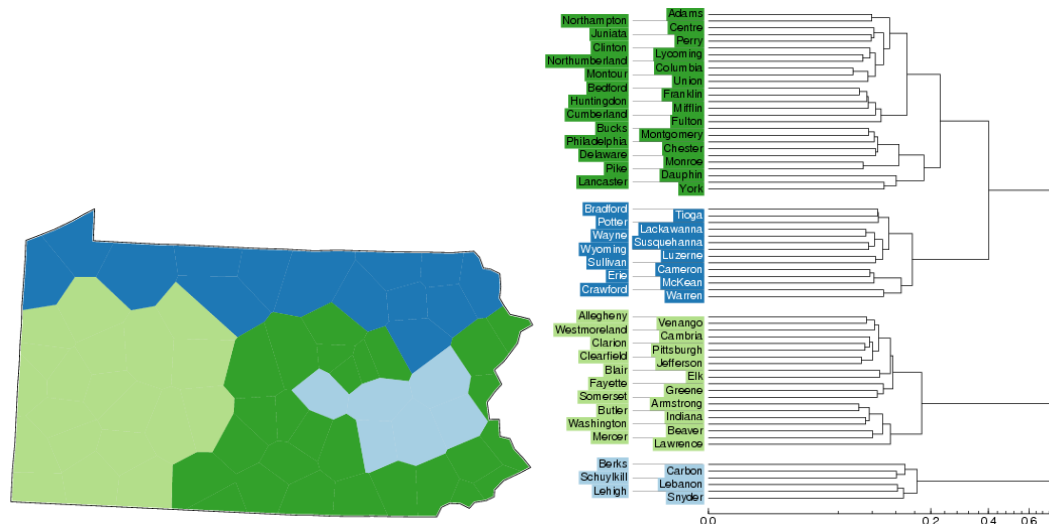 Adams
Northampton
Centre
Juniata
Perry
Clinton
Lycoming
Northumberland
Columbia
Montour
Union
Bedford
Franklin
Huntingdon
Mifflin
Cumberland
Fulton
Bucks
Montgomery
Philadelphia
Chester
Delaware
Monroe
Pike
Dauphin
Lancaster
York
Bradford
Tioga
Potter
Lackawanna
Wayne
Susquehanna
Wyoming
Luzerne
Sullivan
Cameron
Erie
McKean
Crawford
Warren
Allegheny
Venango
Westmoreland
Cambria
Clarion
Pittsburgh
Clearfield
Jefferson
Blair
Elk
Fayette
Greene
Somerset
Armstrong
Butler
Indiana
Washington
Beaver
Mercer
Lawrence
Berks
Carbon
Schuylkill
Lebanon
Lehigh
Snyder
0.0 0.2 0.4 0.6